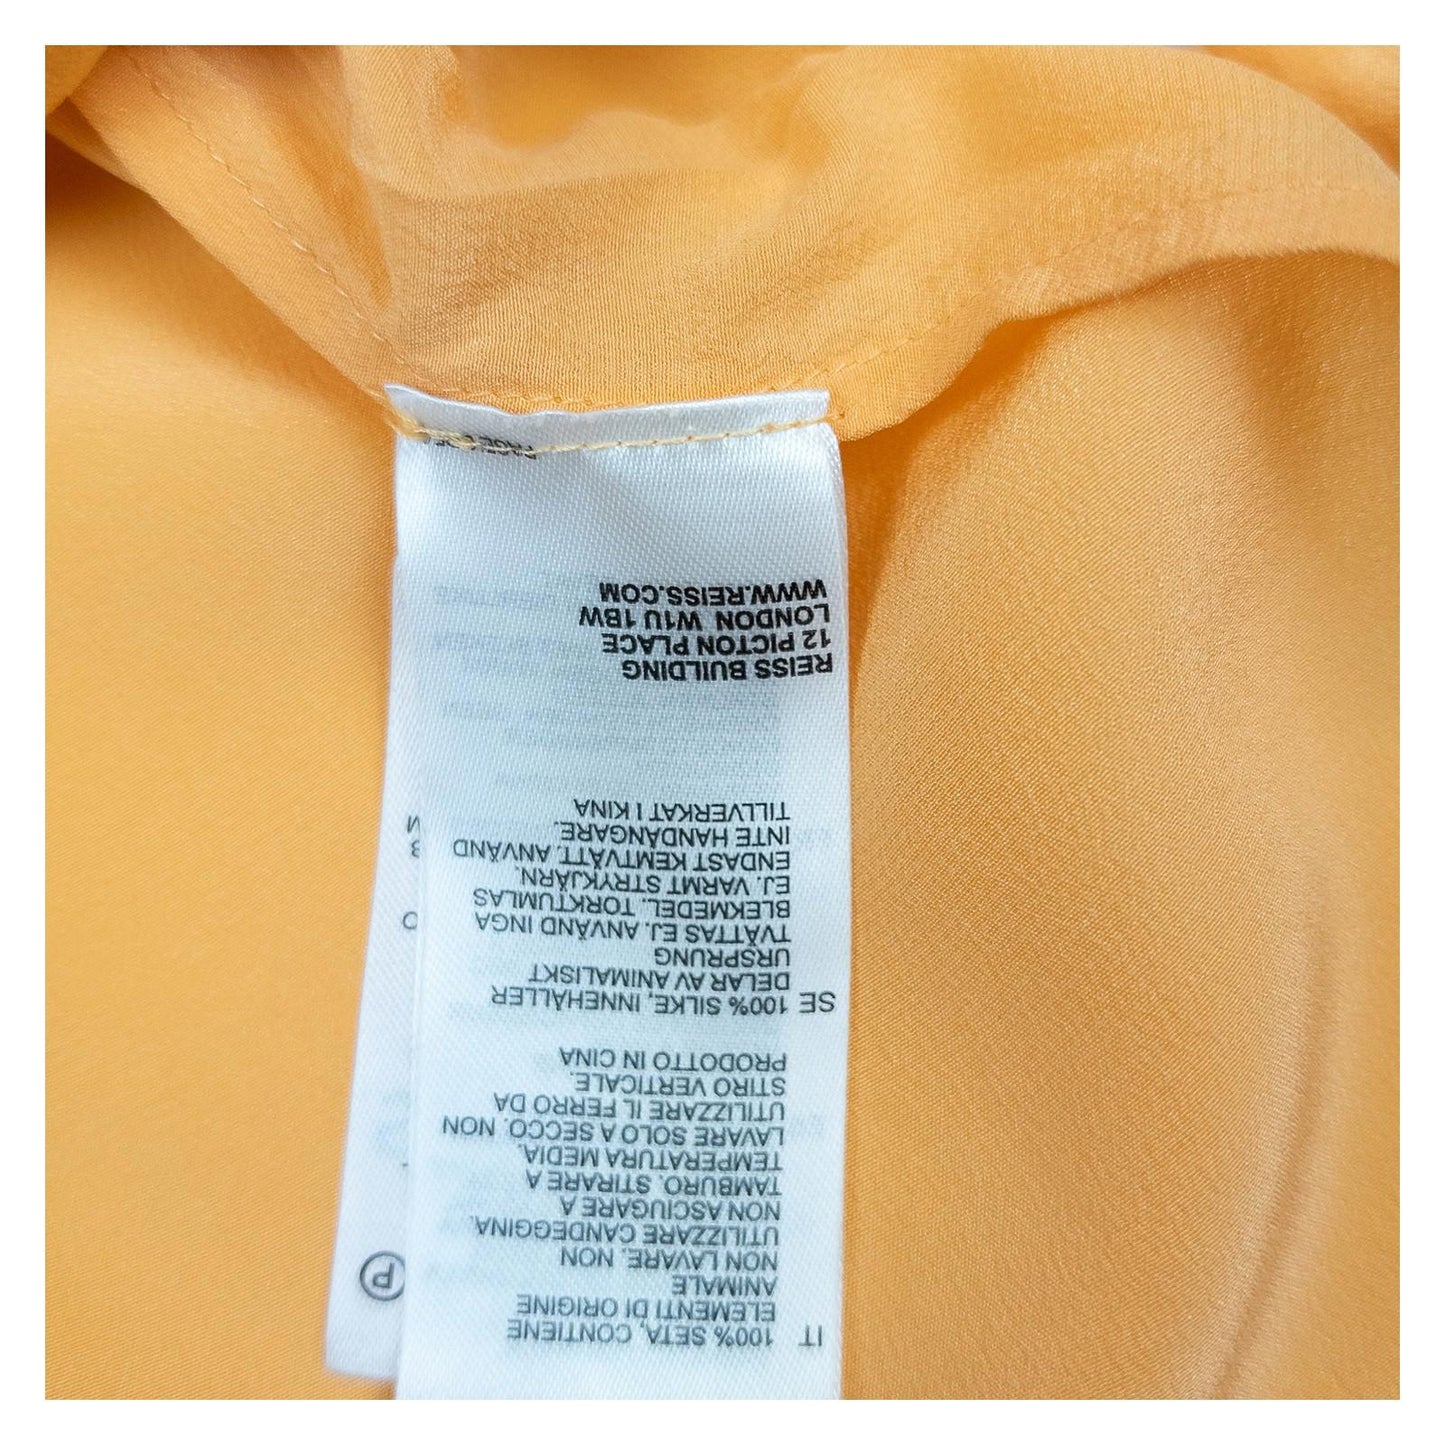 IT 100% SETA, CONTIENE
ELEMENTI DI ORIGINE
ANIMALE
NON LAVARE. NON
UTILIZZARE CANDEGGINA.
NON ASCIUGARE A
TAMBURO. STIRARE A
TEMPERATURA MEDIA.
LAVARE SOLO A SECCO. NON
UTILIZZARE IL FERRO DA
STIRO VERTICALE.
PRODOTTO IN CINA
SE 100% SILKE, INNEHÅLLER
DELAR AV ANIMALISKT
URSPRUNG
TVÄTTAS EJ. ANVÄND INGA
BLEKMEDEL. TORKTUMLAS
EJ. VARMT STRYKJÄRN.
ENDAST KEMTVÄTT. ANVÄND
INTE HANDÅNGARE.
TILLVERKAT I KINA
REISS BUILDING
12 PICTON PLACE
LONDON W1U 1BW
WWW.REISS.COM
P